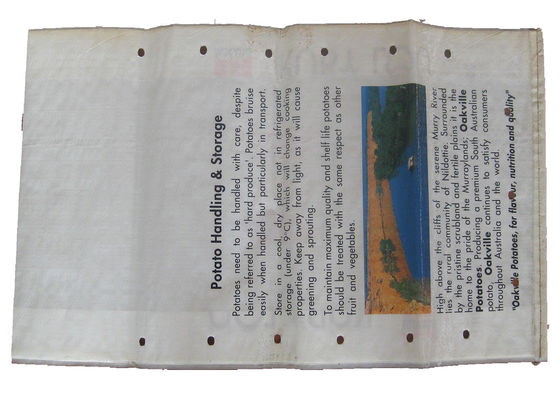 Potato Handling & Storage
Potatoes need to be handled with care, despite
being referred to as 'hard produce'. Potatoes bruise
easily when handled but particularly in transport.
Store in a cool, dry place not in refrigerated
storage (under 9°C), which will change cooking
properties. Keep away from light, as it will cause
greening and sprouting.
To maintain maximum quality and shelf life potatoes
should be treated with the same respect as other
fruit and vegetables.
High above the cliffs of the serene Murry River
lies the rural community of Nildottie. Surrounded
by the pristine scrubland and fertile plains it is the
home to the pride of the Murraylands; Oakville
Potatoes. Producing a premium South Australian
potato, Oakville continues to satisfy consumers
throughout Australia and the world.
"Oakville Potatoes, for flavour, nutrition and quality"